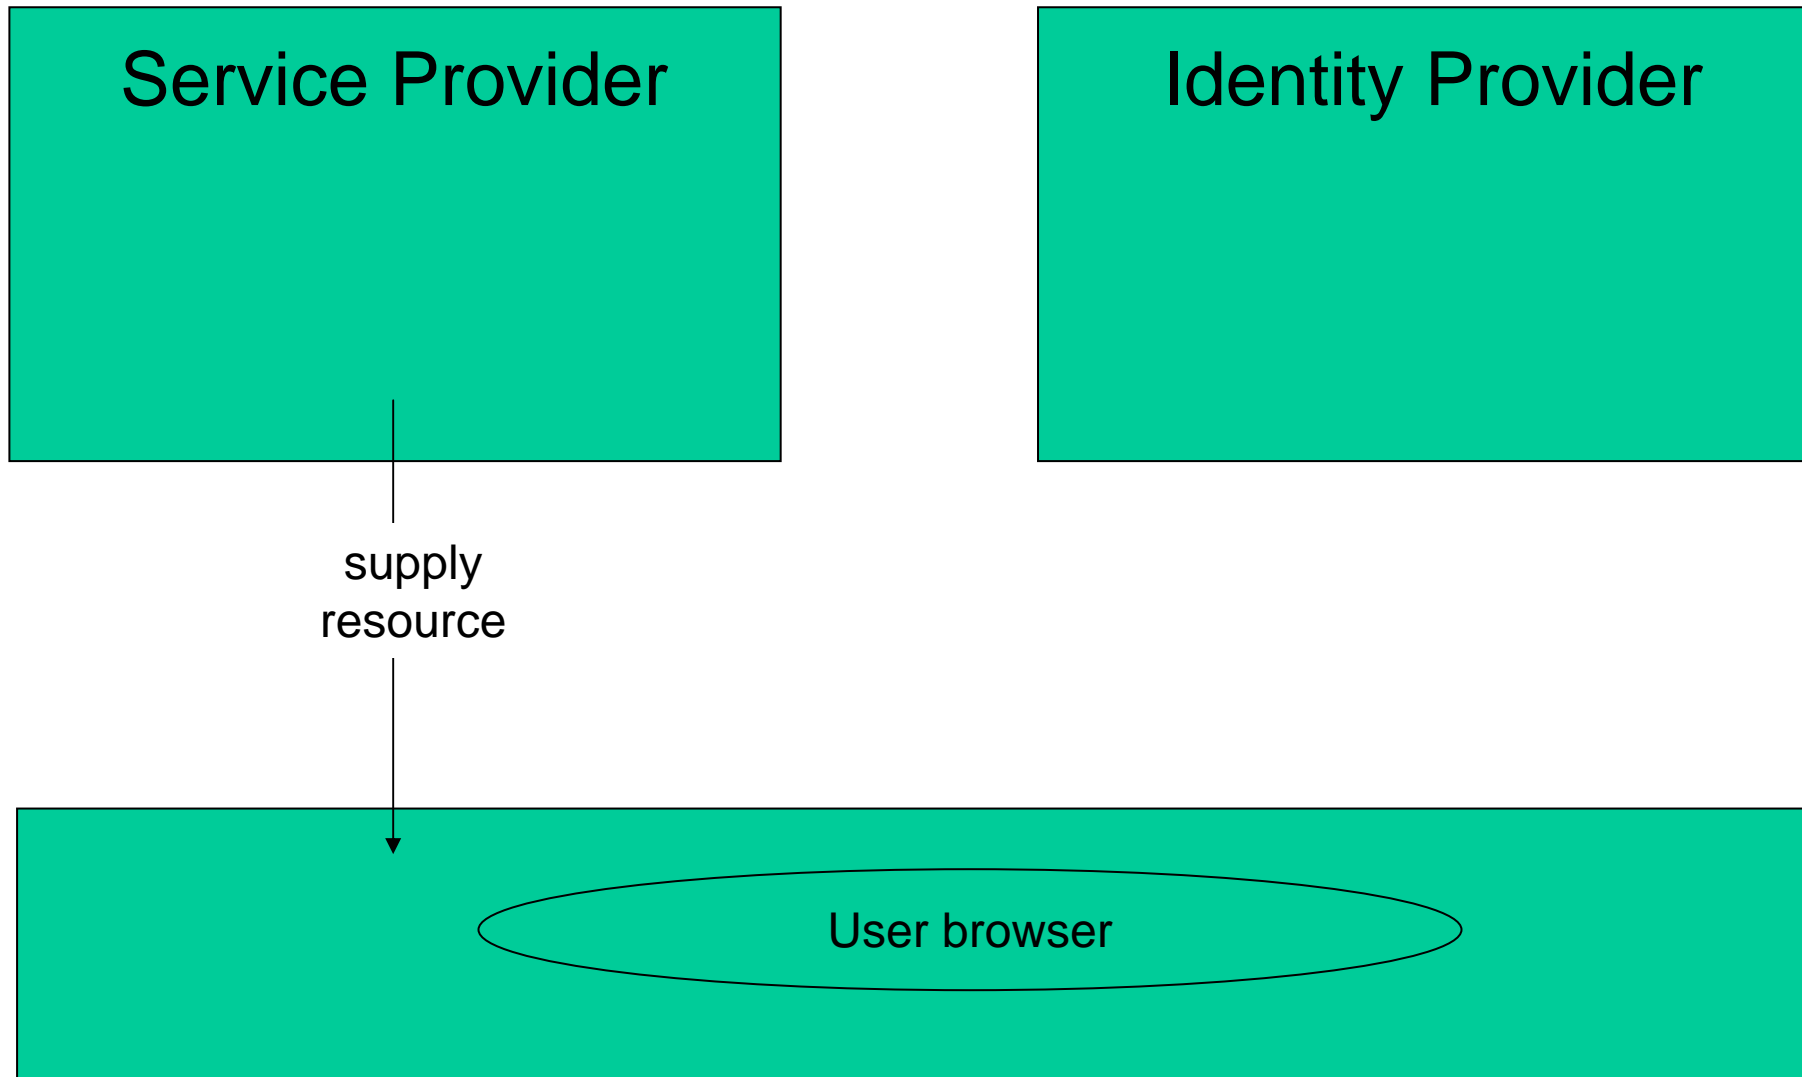 Service Provider
Identity Provider
supply
resource
User browser